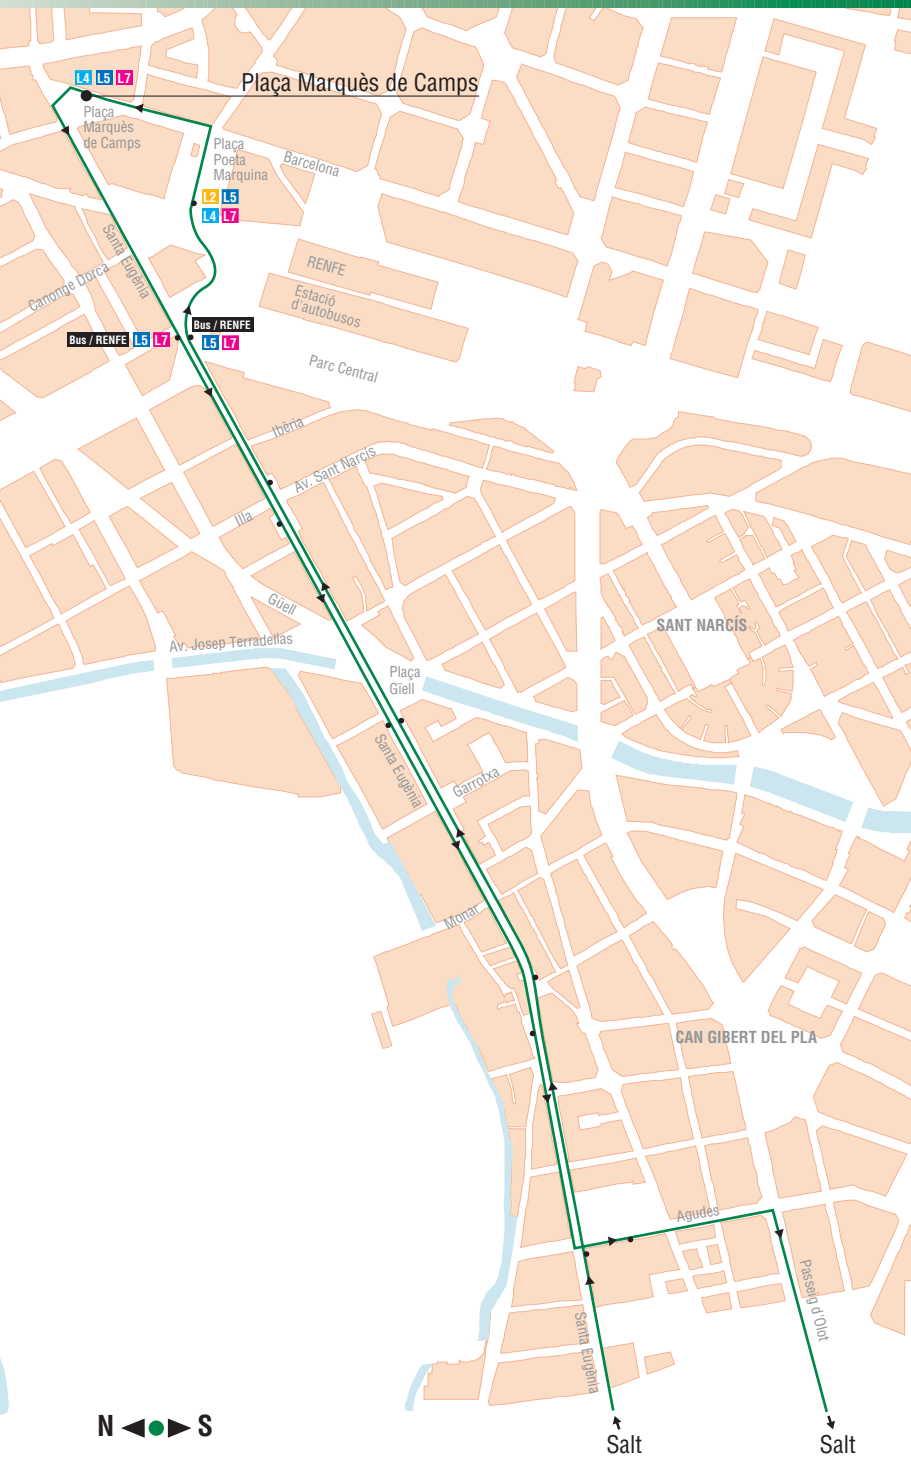 L4 L5 L7
Plaça Marquès de Camps
Plaça
Marquès
de Camps
Plaça
Poeta
Marquina
Barcelona
L2 L5
L4 L7
Santa Eugènia
Canonge Dorca
RENFE
Estació
d'autobusos
Bus / RENFE
L5 L7
Bus / RENFE L5 L7
Parc Central
Ibèria
Av. Sant Narcís
Illa
Güell
SANT NARCÍS
Av. Josep Terradellas
Plaça
Gïell
Santa Eugènia
Garrotxa
Monar
CAN GIBERT DEL PLA
Agudes
Passeig d'Olot
Santa Eugènia
N S
Salt
Salt